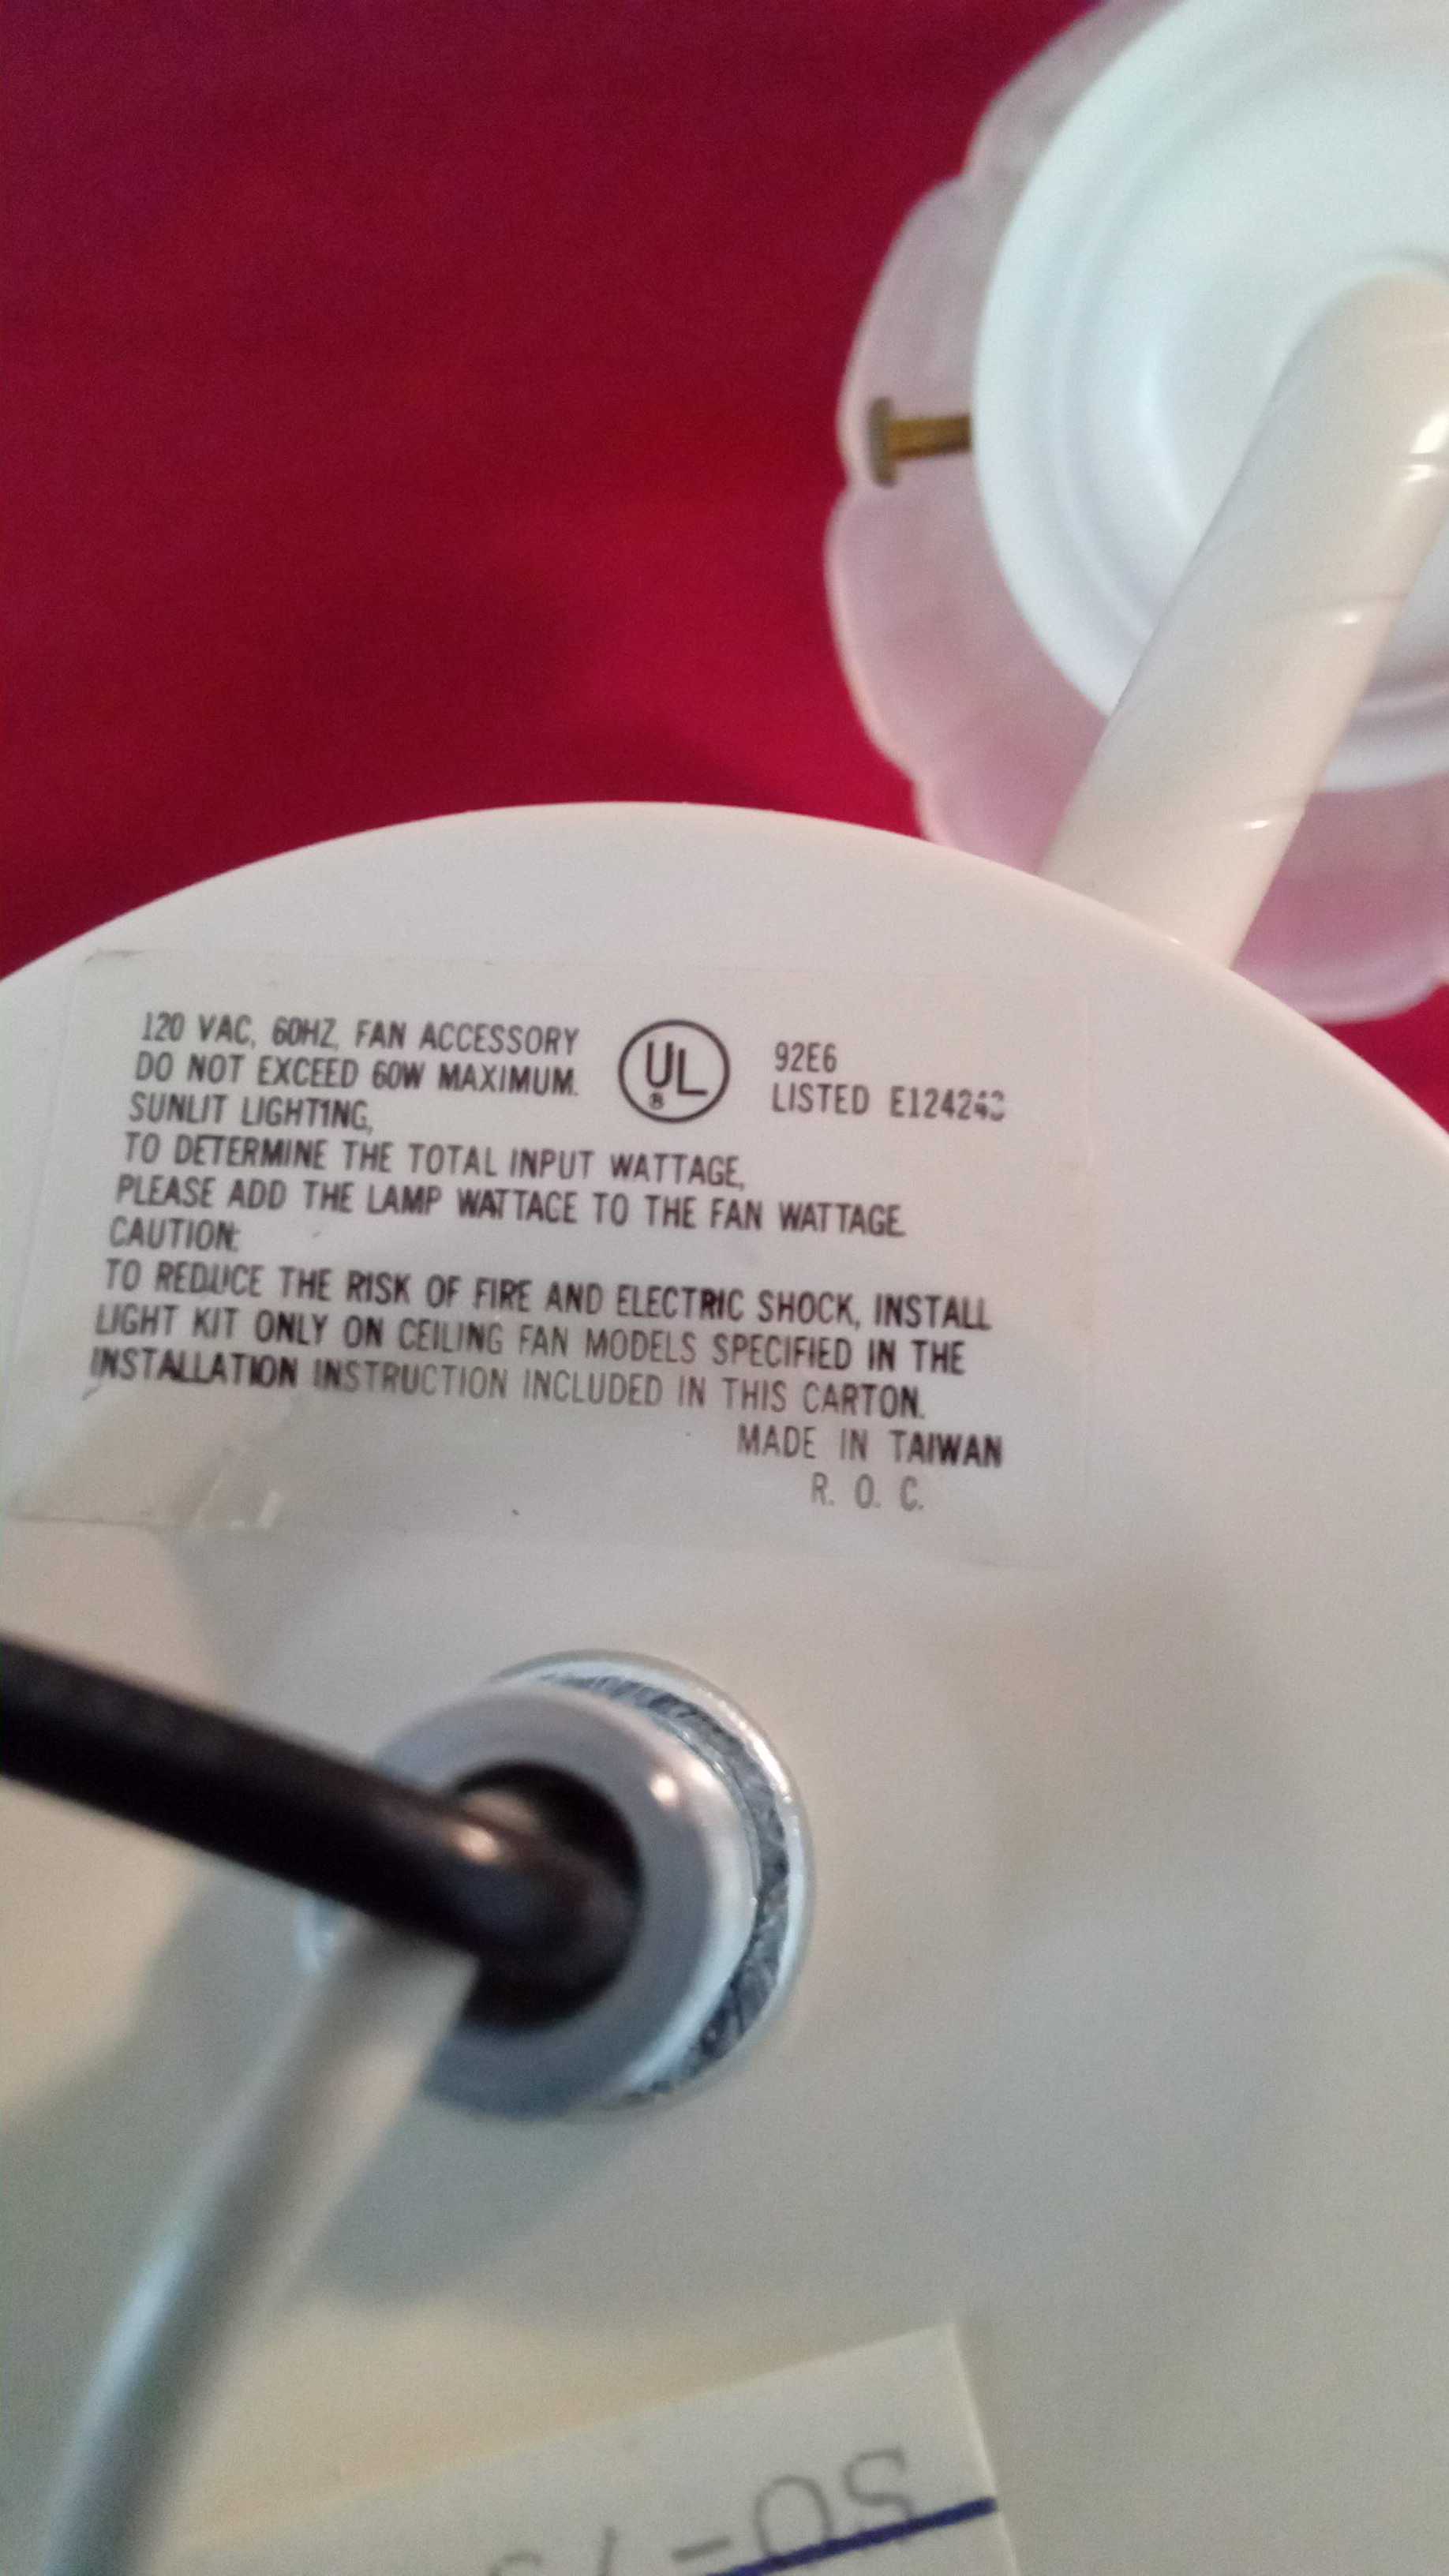 120 VAC, 60HZ, FAN ACCESSORY
DO NOT EXCEED 60W MAXIMUM.
SUNLIT LIGHT1NG,
UL
®
92E6
LISTED
TO DETERMINE THE TOTAL INPUT WATTAGE,
PLEASE ADD THE LAMP WATTACE TO THE FAN WATTAGE.
CAUTION:
TO REDUCE THE RISK OF FIRE AND ELECTRIC SHOCK, INSTALL
LIGHT KIT ONLY ON CEILING FAN MODELS SPECIFIED IN THE
INSTALLATION INSTRUCTION INCLUDED IN THIS CARTON.
MADE IN TAIWAN
R. O. C.